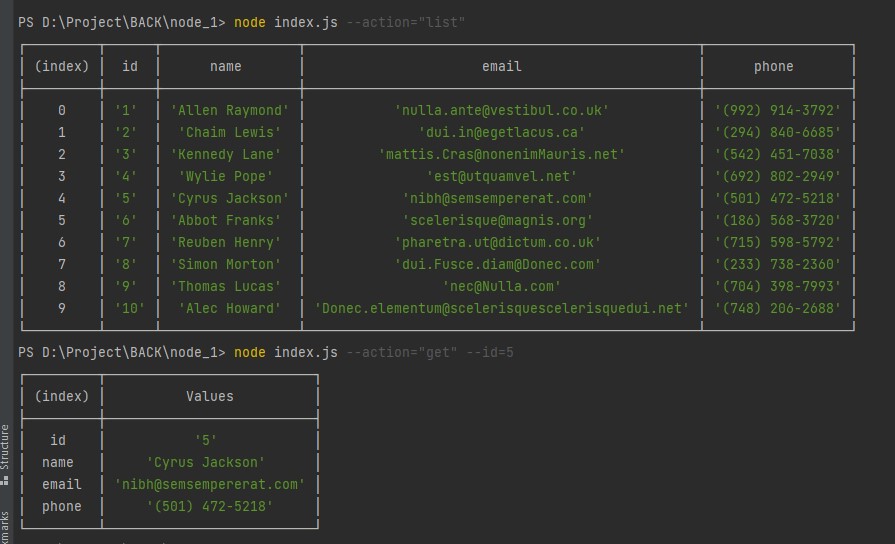 PS D:\Project\BACK\node_1> node index.js --action="list"
(index) id name email phone
0 '1' 'Allen Raymond' 'nulla.ante@vestibul.co.uk' '(992) 914-3792'
1 '2' 'Chaim Lewis' 'dui.in@egetlacus.ca' '(294) 840-6685'
2 '3' 'Kennedy Lane' 'mattis.Cras@nonenimMauris.net' '(542) 451-7038'
3 '4' 'Wylie Pope' 'est@utquamvel.net' '(692) 802-2949'
4 '5' 'Cyrus Jackson' 'nibh@semsempererat.com' '(501) 472-5218'
5 '6' 'Abbot Franks' 'scelerisque@magnis.org' '(186) 568-3720'
6 '7' 'Reuben Henry' 'pharetra.ut@dictum.co.uk' '(715) 598-5792'
7 '8' 'Simon Morton' 'dui.Fusce.diam@Donec.com' '(233) 738-2360'
8 '9' 'Thomas Lucas' 'nec@Nulla.com' '(704) 398-7993'
9 '10' 'Alec Howard' 'Donec.elementum@scelerisquescelerisquedui.net' '(748) 206-2688'
PS D:\Project\BACK\node_1> node index.js --action="get" --id=5
(index) Values
id '5'
name 'Cyrus Jackson'
email 'nibh@semsempererat.com'
phone '(501) 472-5218'
Structure